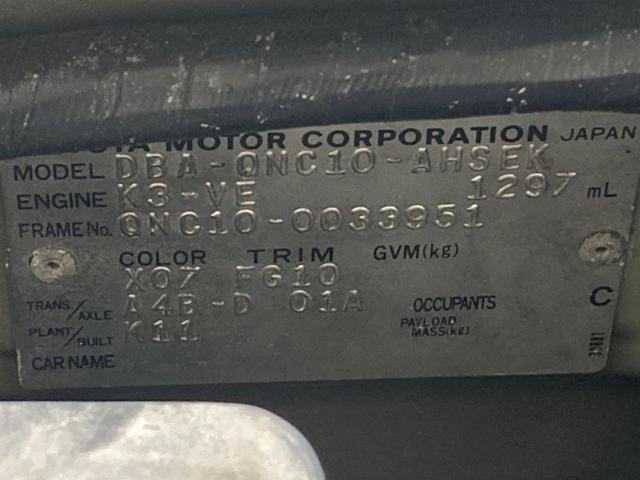 TOYOTA MOTOR CORPORATION JAPAN
MODEL DBA-QNC10-AHSEK
ENGINE K3-VE 1297 mL
FRAME No. QNC10-0033951
COLOR TRIM GVM(kg)
X07 FG10
TRANS/AXLE A4B-D 01A OCCUPANTS C
PLANT/BUILT K11 PAYLOAD MASS(kg)
CAR NAME